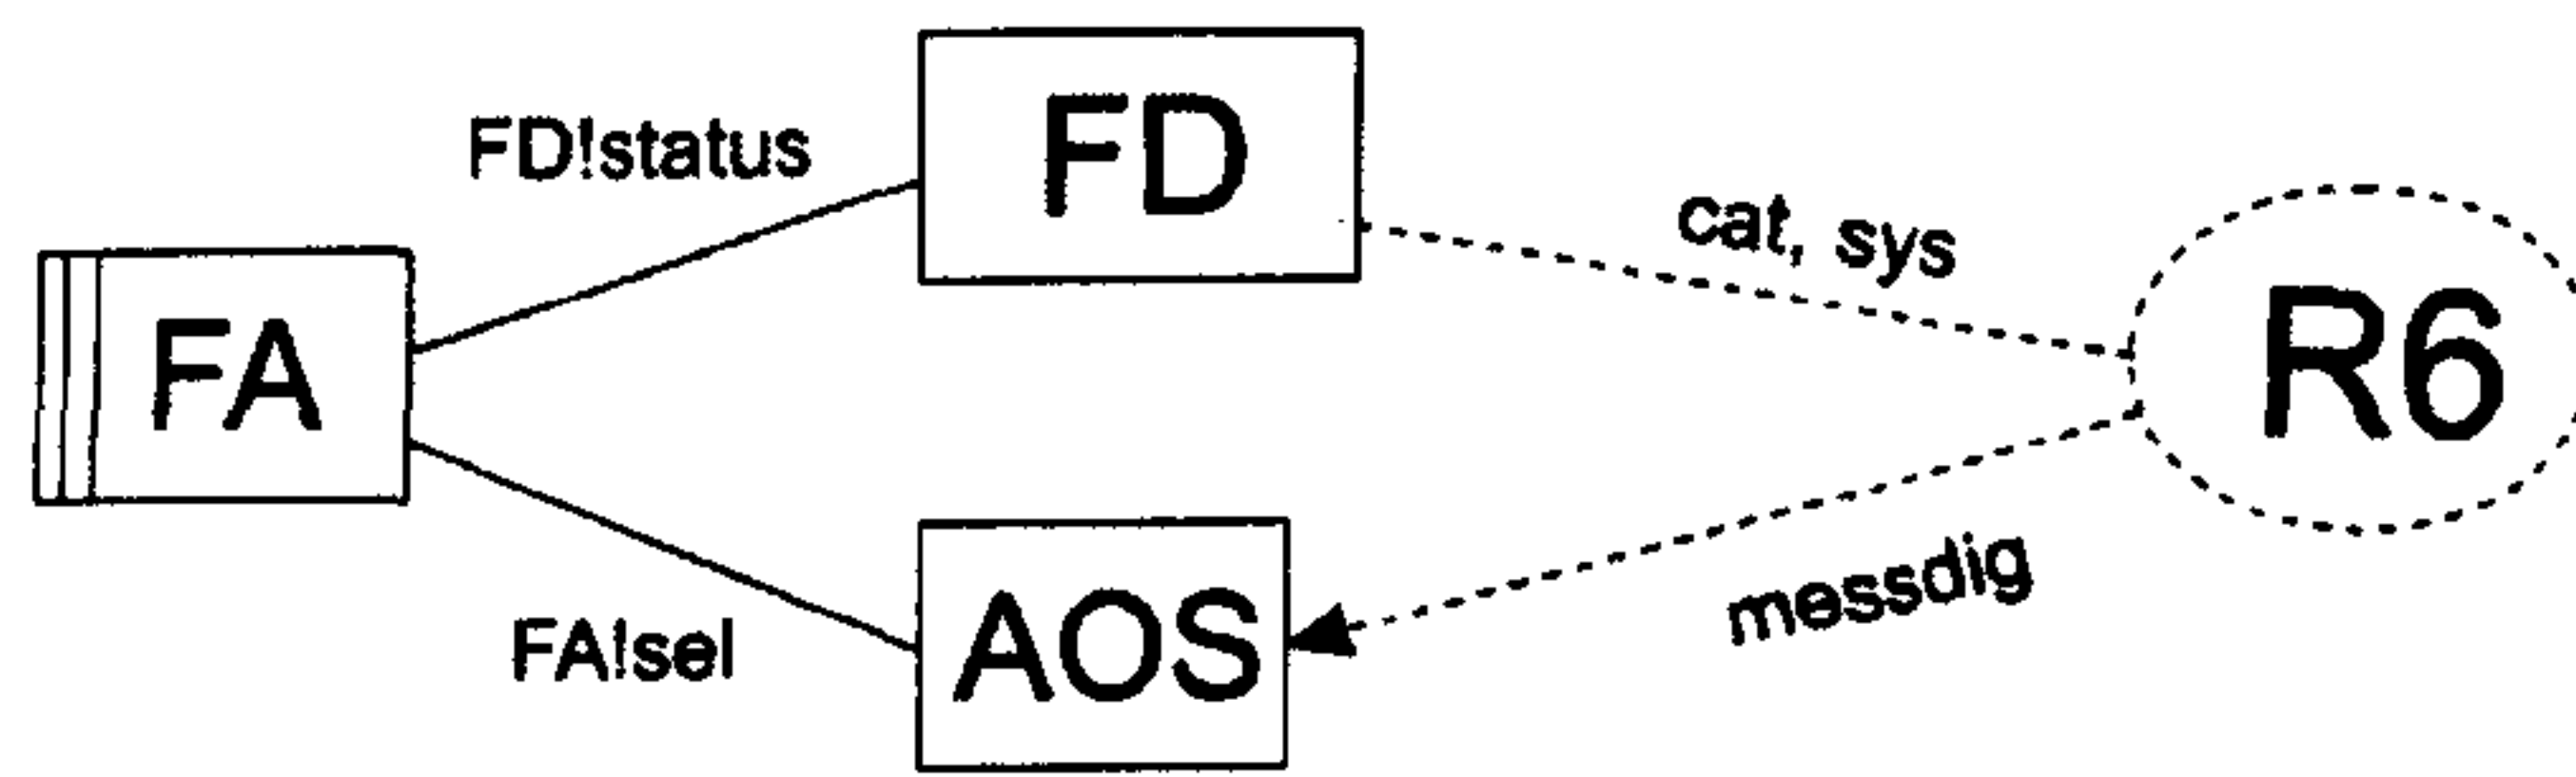 FD!status
FD
cat, sys
FA
R6
FA!sel
AOS
messdig